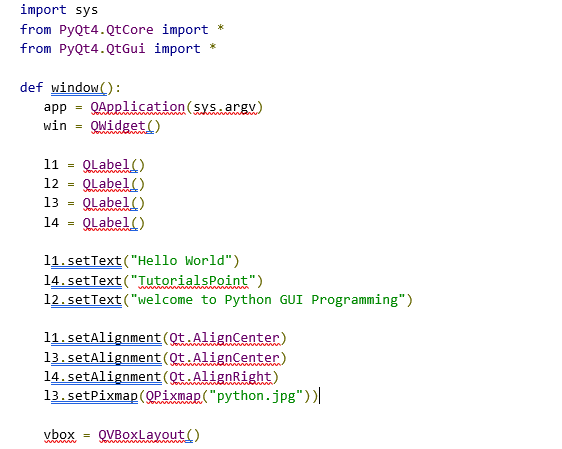 import sys
from PyQt4.QtCore import *
from PyQt4.QtGui import *
def window():
app = QApplication(sys.argv)
win = QWidget()
l1 = QLabel()
l2 = QLabel()
l3 = QLabel()
l4 = QLabel()
l1.setText("Hello World")
l4.setText("TutorialsPoint")
l2.setText("welcome to Python GUI Programming")
l1.setAlignment(Qt.AlignCenter)
l3.setAlignment(Qt.AlignCenter)
l4.setAlignment(Qt.AlignRight)
l3.setPixmap(QPixmap("python.jpg"))
vbox = QVBoxLayout()